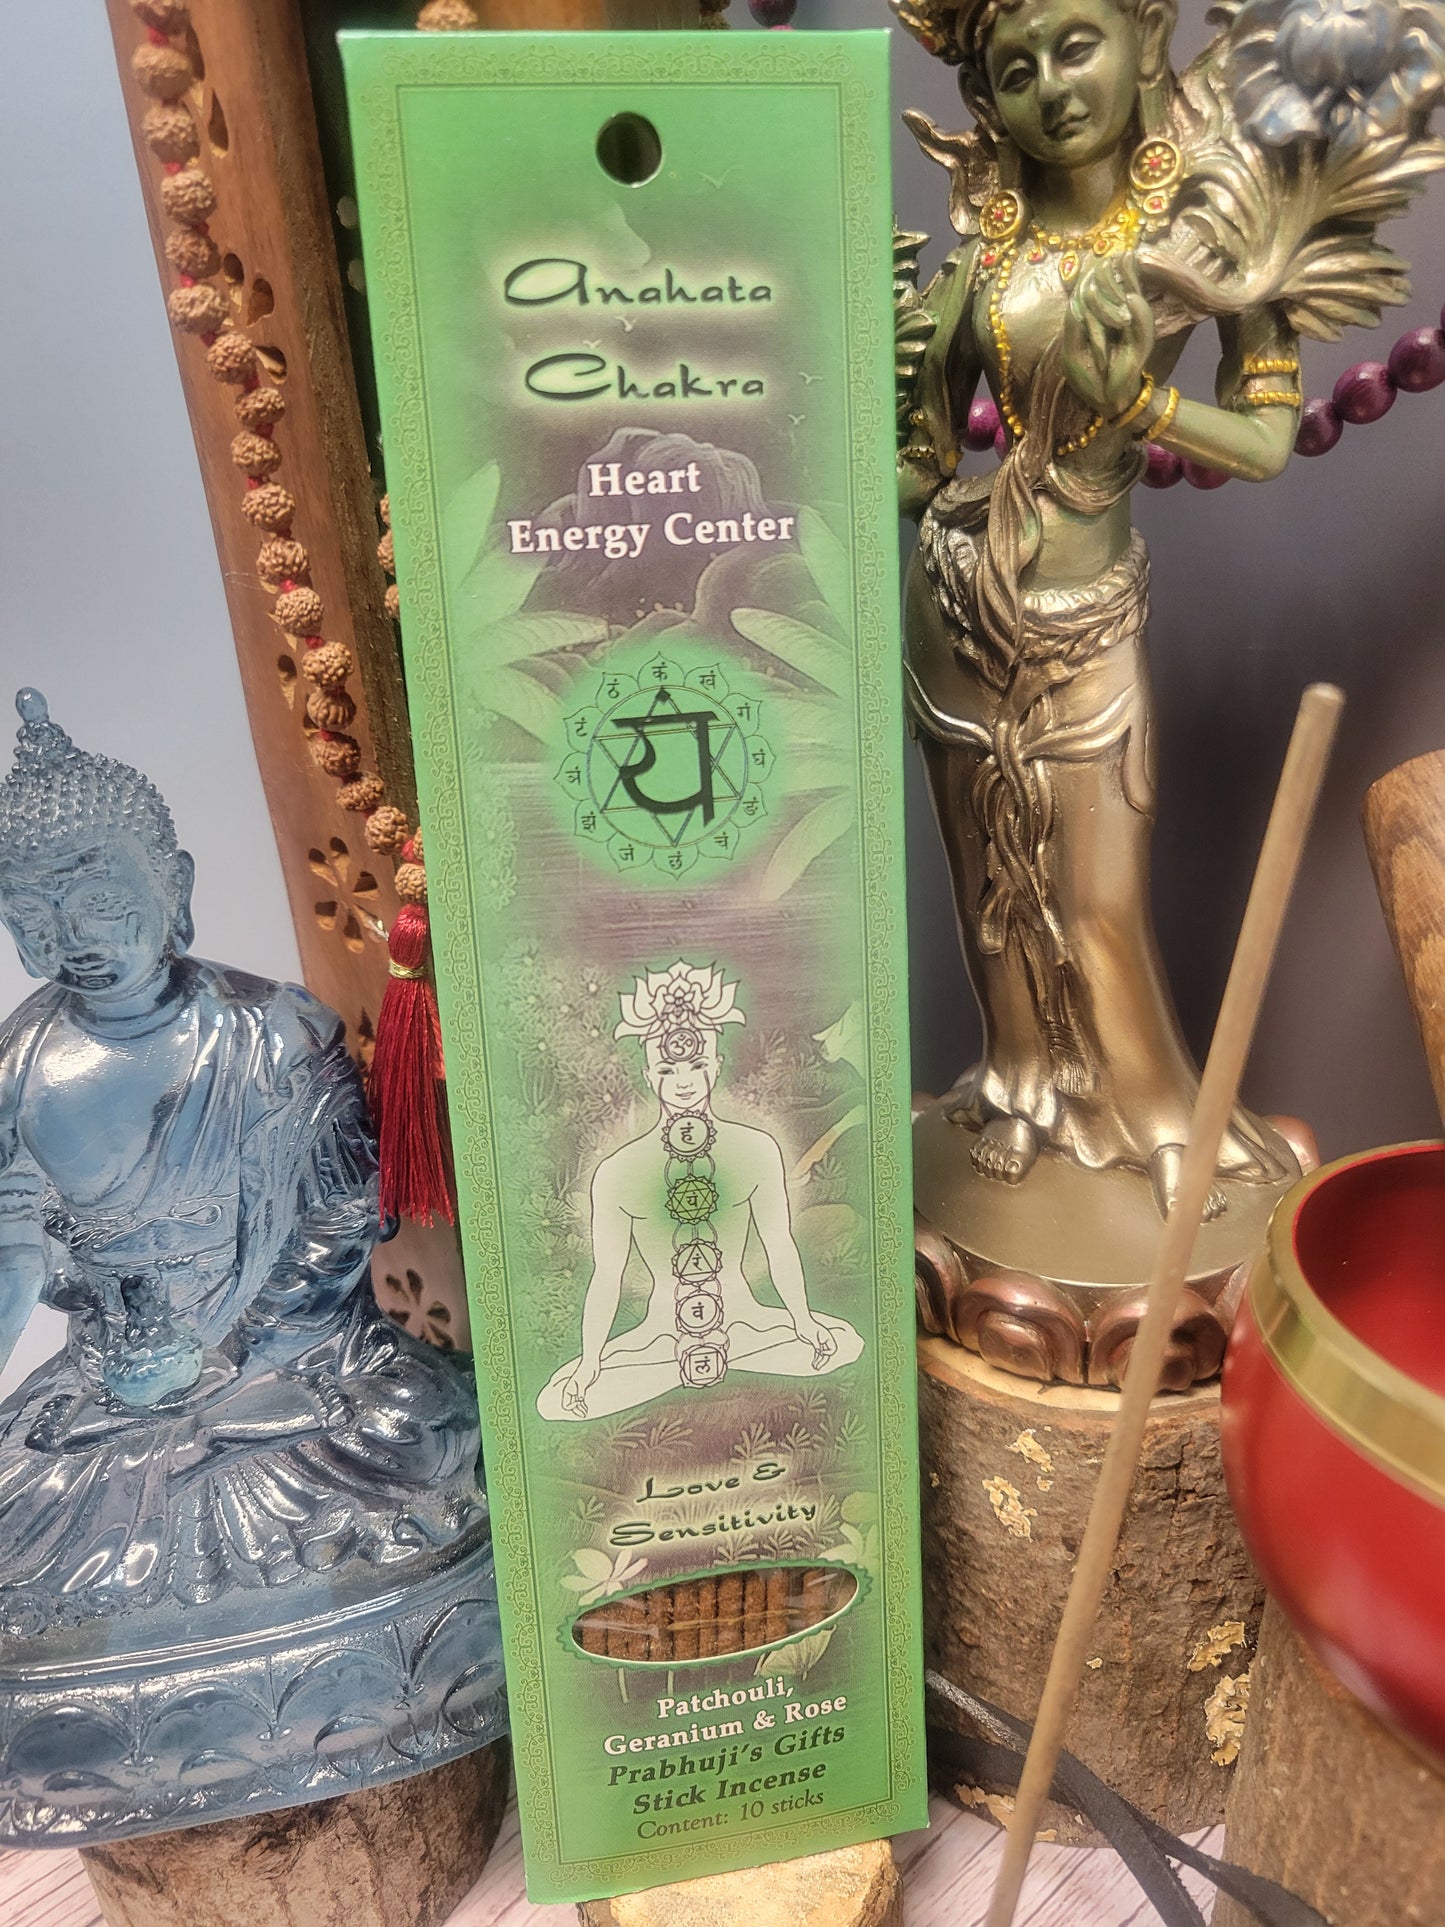 Anahata
Chakra
Heart
Energy Center
कं
खं
गं
घं
ङं
चं
छं
जं
झं
ञं
टं
ठं
यं
ॐ
हं
यं
रं
वं
लं
Love &
Sensitivity
Patchouli,
Geranium & Rose
Prabhuji's Gifts
Stick Incense
Content: 10 sticks